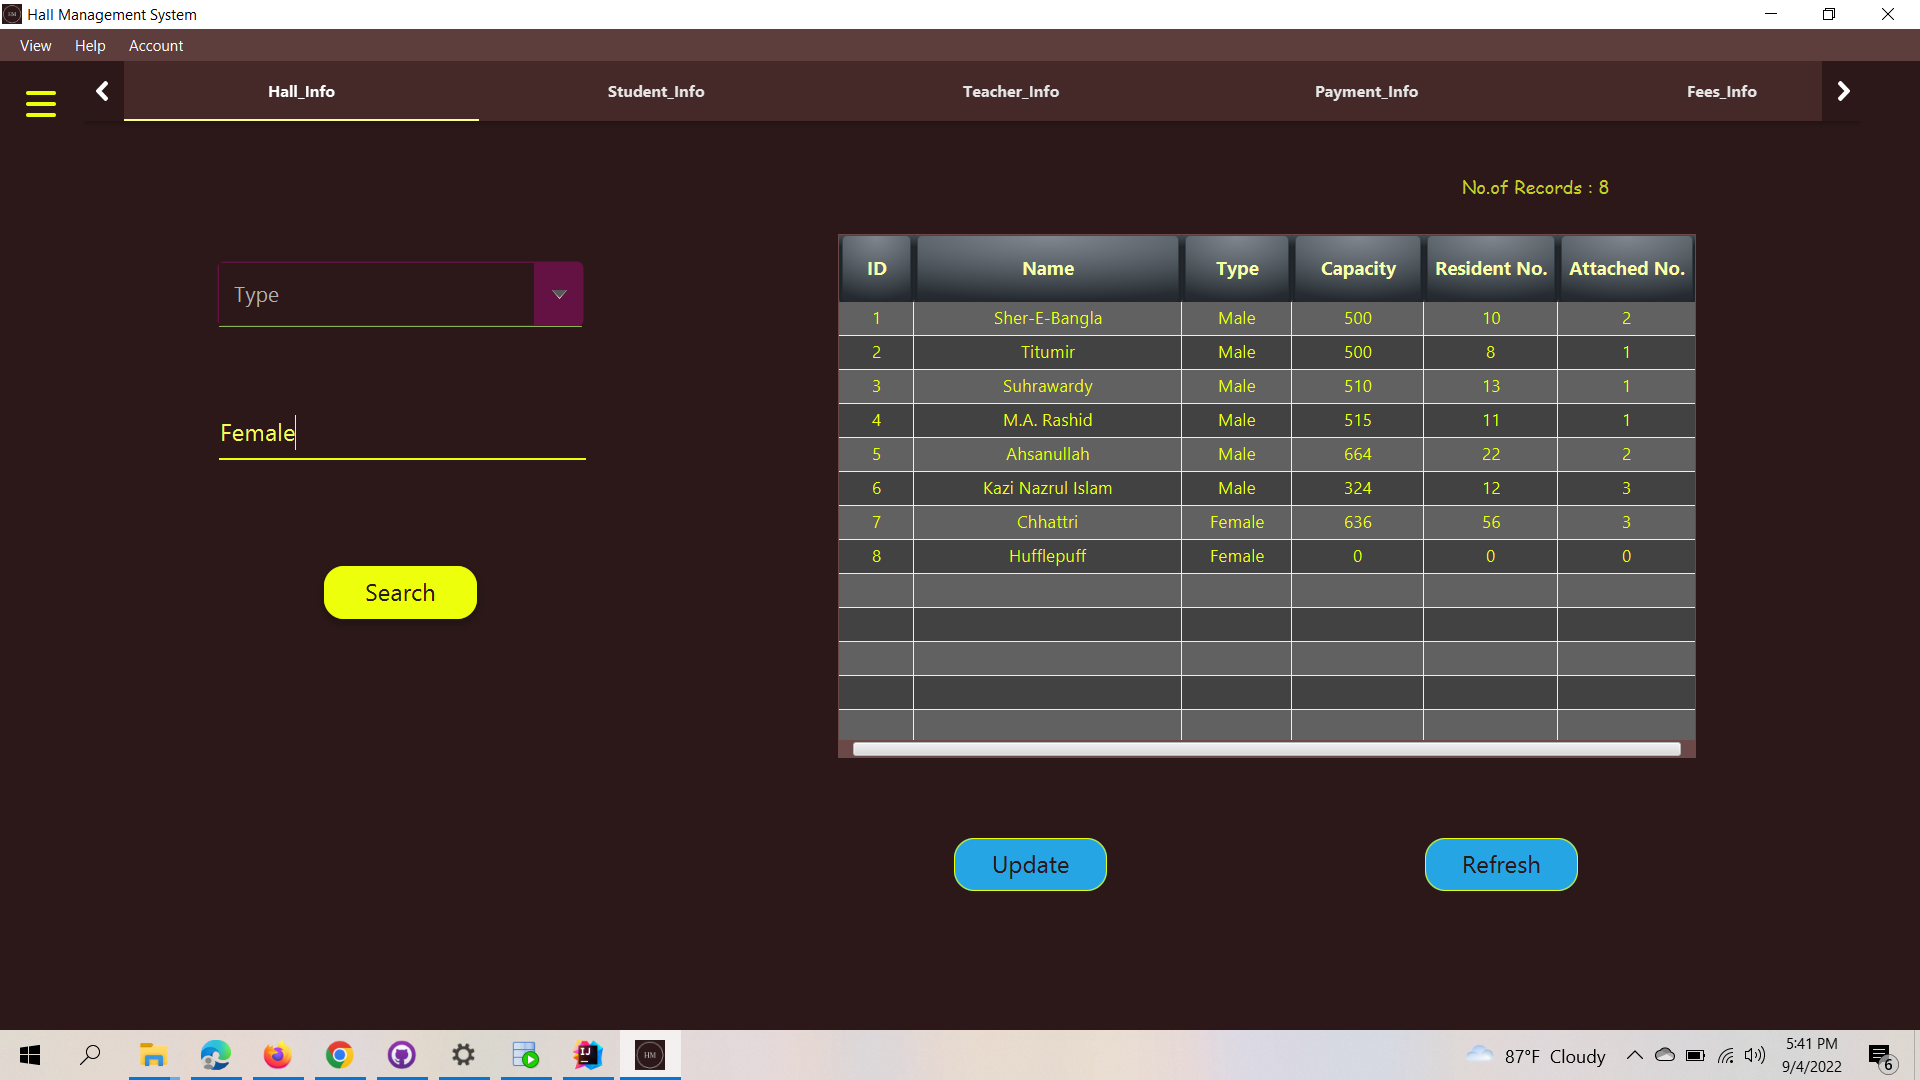 Hall Management System
View Help Account
Hall_Info Student_Info Teacher_Info Payment_Info Fees_Info
No.of Records : 8
Type
Female
Search
ID Name Type Capacity Resident No. Attached No.
1 Sher-E-Bangla Male 500 10 2
2 Titumir Male 500 8 1
3 Suhrawardy Male 510 13 1
4 M.A. Rashid Male 515 11 1
5 Ahsanullah Male 664 22 2
6 Kazi Nazrul Islam Male 324 12 3
7 Chhattri Female 636 56 3
8 Hufflepuff Female 0 0 0
Update Refresh
IJ HM 87°F Cloudy 5:41 PM
9/4/2022 6